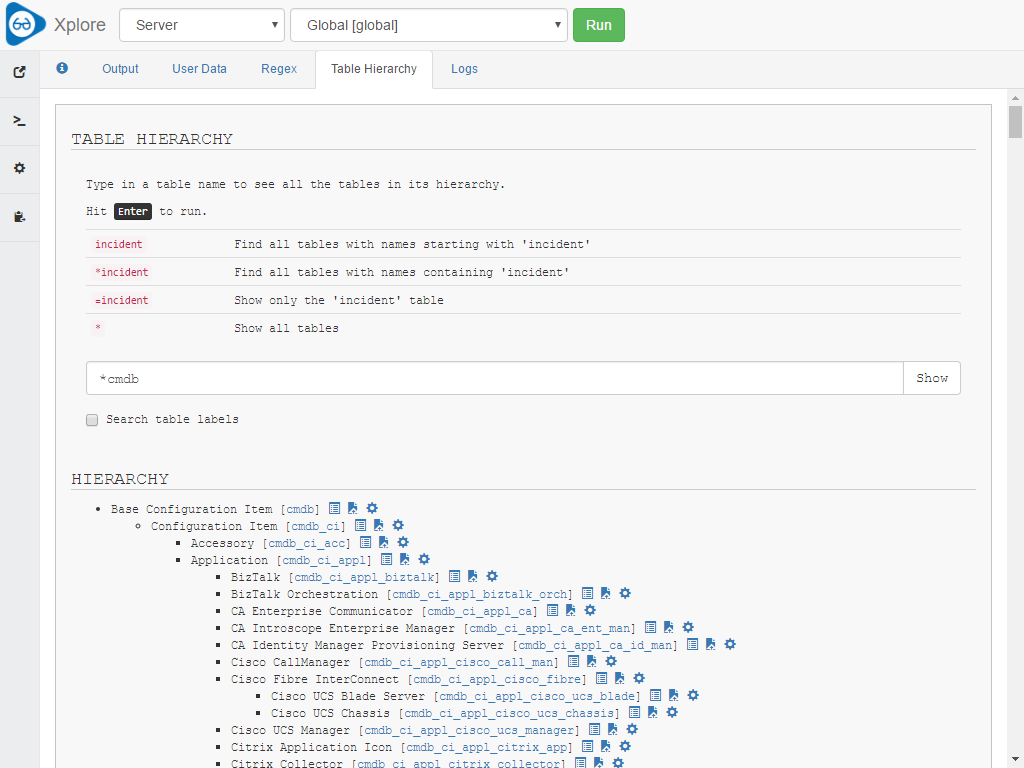 Xplore Server Global [global] Run
Output User Data Regex Table Hierarchy Logs
TABLE HIERARCHY
Type in a table name to see all the tables in its hierarchy.
Hit Enter to run.
incident Find all tables with names starting with 'incident'
*incident Find all tables with names containing 'incident'
=incident Show only the 'incident' table
* Show all tables
*cmdb Show
Search table labels
HIERARCHY
Base Configuration Item [cmdb]
Configuration Item [cmdb_ci]
Accessory [cmdb_ci_acc]
Application [cmdb_ci_appl]
BizTalk [cmdb_ci_appl_biztalk]
BizTalk Orchestration [cmdb_ci_appl_biztalk_orch]
CA Enterprise Communicator [cmdb_ci_appl_ca]
CA Introscope Enterprise Manager [cmdb_ci_appl_ca_ent_man]
CA Identity Manager Provisioning Server [cmdb_ci_appl_ca_id_man]
Cisco CallManager [cmdb_ci_appl_cisco_call_man]
Cisco Fibre InterConnect [cmdb_ci_appl_cisco_fibre]
Cisco UCS Blade Server [cmdb_ci_appl_cisco_ucs_blade]
Cisco UCS Chassis [cmdb_ci_appl_cisco_ucs_chassis]
Cisco UCS Manager [cmdb_ci_appl_cisco_ucs_manager]
Citrix Application Icon [cmdb_ci_appl_citrix_app]
Citrix Collector [cmdb_ci_appl_citrix_collector]